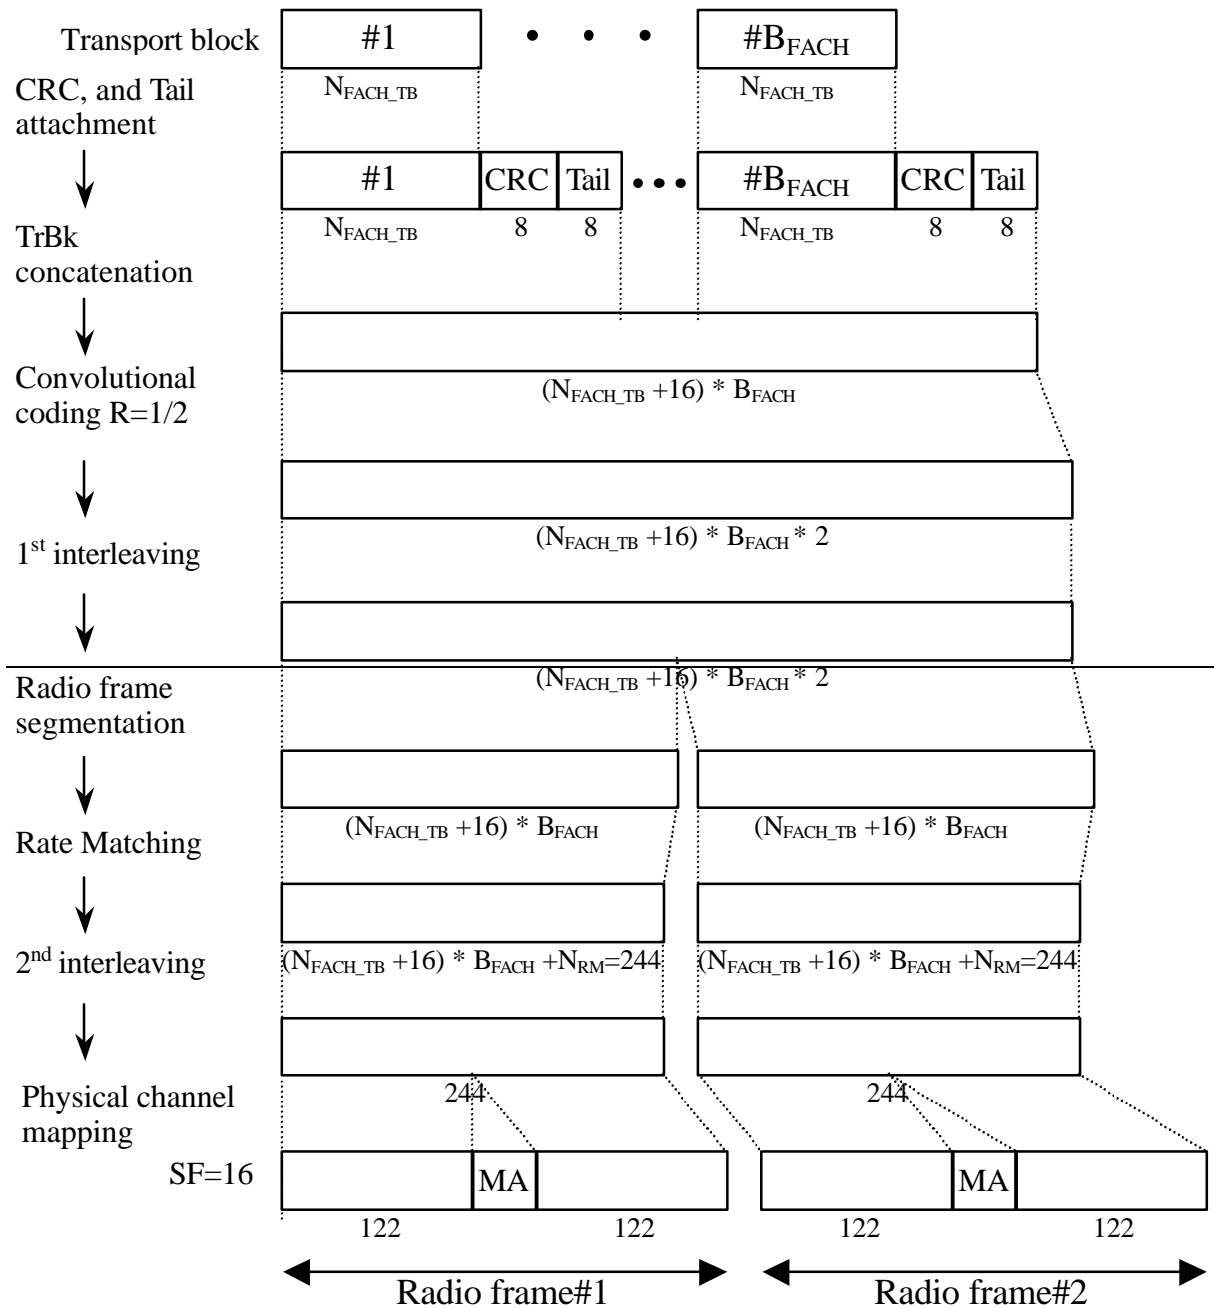 Transport block #1 • • • #B_FACH
N_FACH_TB N_FACH_TB
CRC, and Tail
attachment
#1 CRC Tail ••• #B_FACH CRC Tail
N_FACH_TB 8 8 N_FACH_TB 8 8
TrBk
concatenation
Convolutional
coding R=1/2
(N_FACH_TB +16) * B_FACH
(N_FACH_TB +16) * B_FACH * 2
1st interleaving
(N_FACH_TB +16) * B_FACH * 2
Radio frame
segmentation
(N_FACH_TB +16) * B_FACH (N_FACH_TB +16) * B_FACH
Rate Matching
2nd interleaving
(N_FACH_TB +16) * B_FACH +N_RM=244 (N_FACH_TB +16) * B_FACH +N_RM=244
244 244
Physical channel
mapping
SF=16 MA MA
122 122 122 122
Radio frame#1 Radio frame#2